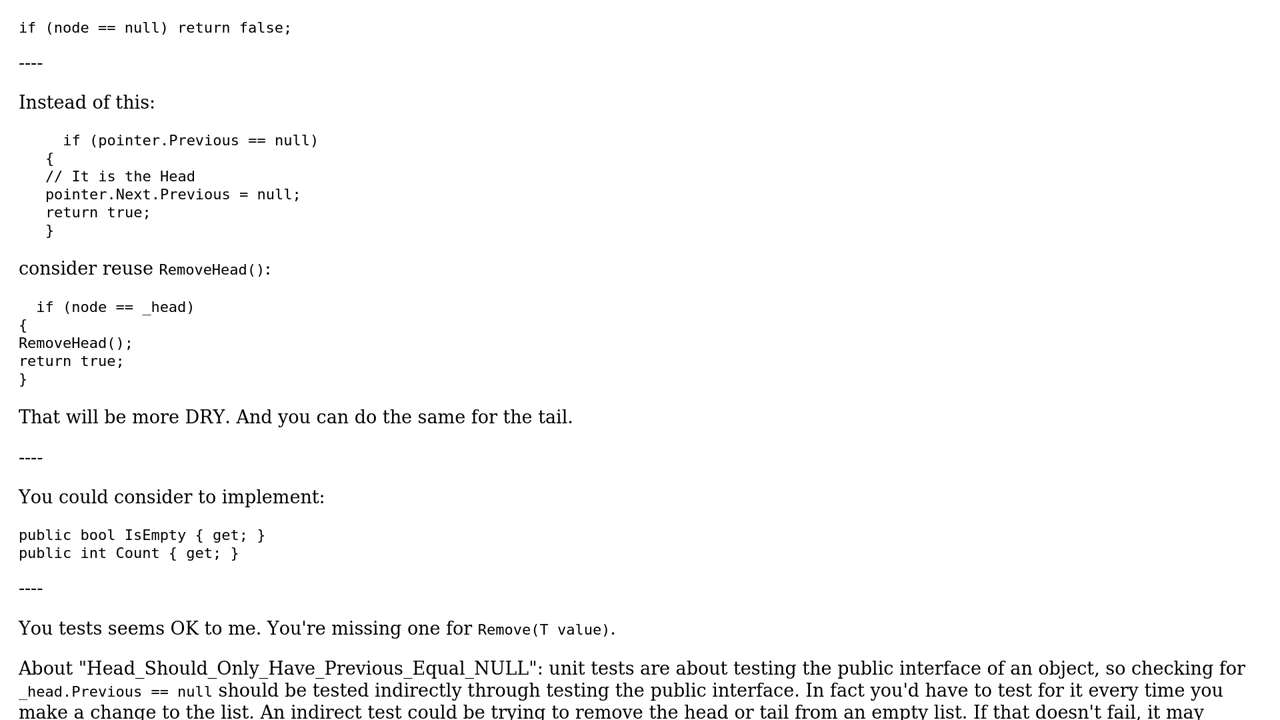 if (node == null) return false;
----
Instead of this:
if (pointer.Previous == null)
{
// It is the Head
pointer.Next.Previous = null;
return true;
}
consider reuse RemoveHead():
if (node == _head)
{
RemoveHead();
return true;
}
That will be more DRY. And you can do the same for the tail.
----
You could consider to implement:
public bool IsEmpty { get; }
public int Count { get; }
----
You tests seems OK to me. You're missing one for Remove(T value).
About "Head_Should_Only_Have_Previous_Equal_NULL": unit tests are about testing the public interface of an object, so checking for
_head.Previous == null should be tested indirectly through testing the public interface. In fact you'd have to test for it every time you
make a change to the list. An indirect test could be trying to remove the head or tail from an empty list. If that doesn't fail, it may